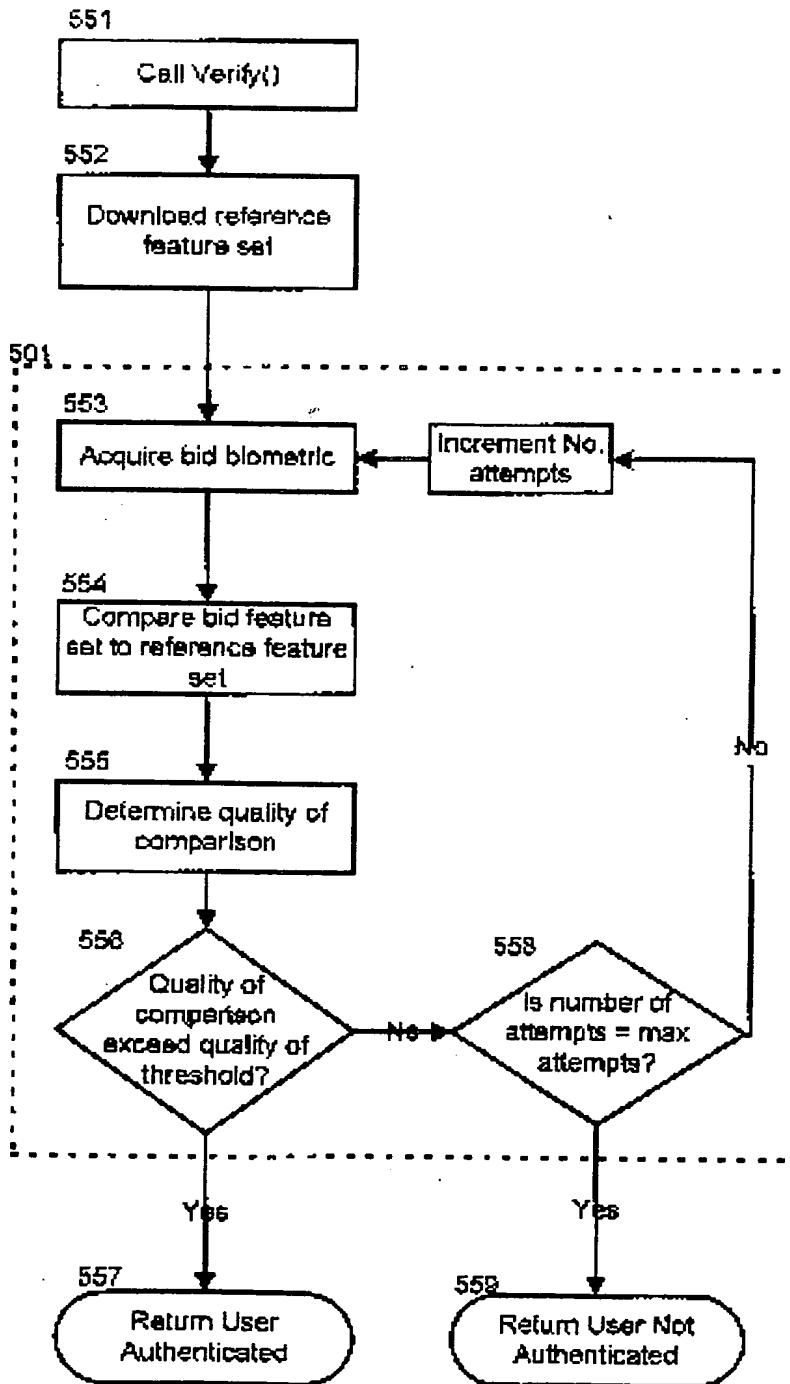 551
Call Verify()
552
Download reference
feature set
501
553
Acquire bid biometric
Increment No.
attempts
554
Compare bid feature
set to reference feature
set
No
555
Determine quality of
comparison
556
Quality of
comparison
exceed quality of
threshold?
No
558
Is number of
attempts = max
attempts?
Yes
Yes
557
Return User
Authenticated
559
Return User Not
Authenticated